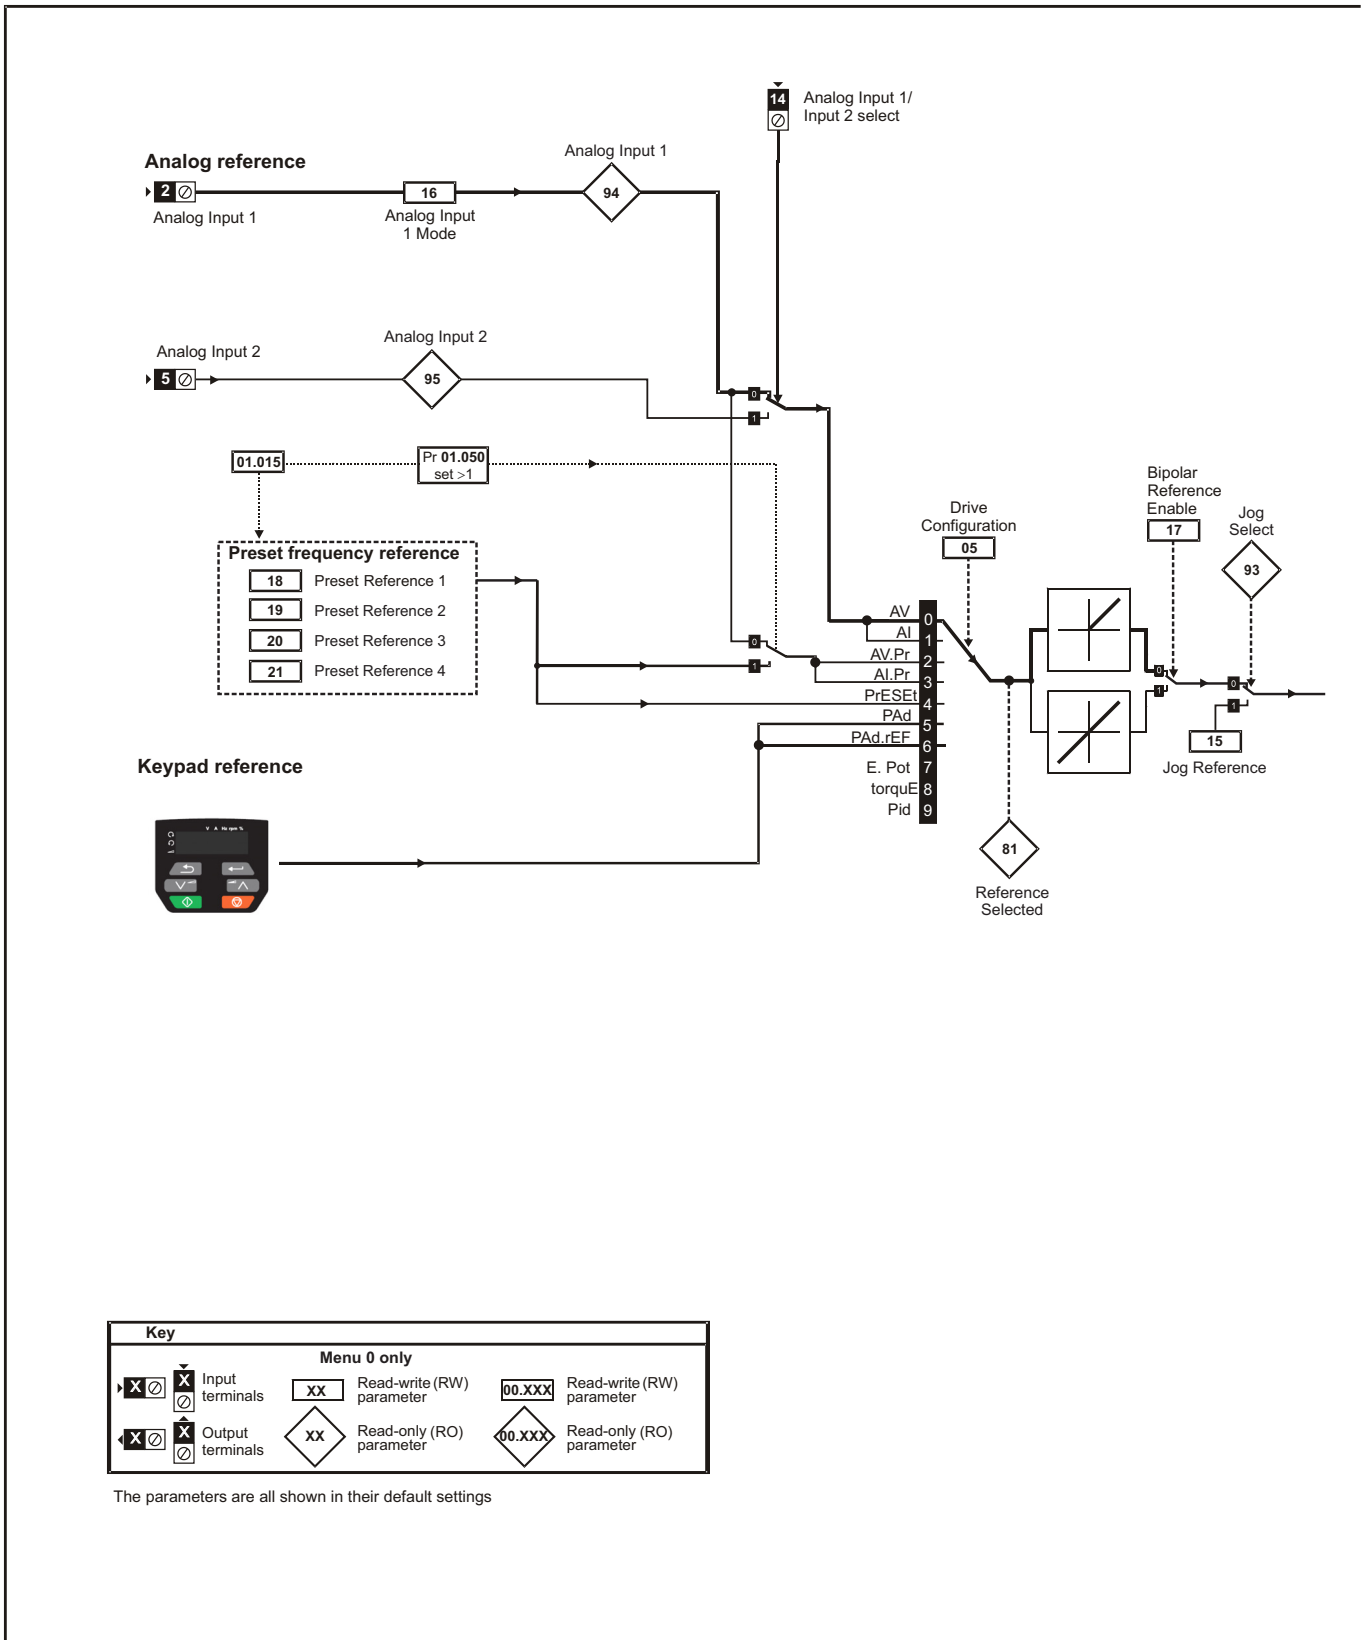 14
Analog Input 1/
Input 2 select
Analog reference
Analog Input 1
2
16
94
Analog Input 1
Analog Input
1 Mode
Analog Input 2
Analog Input 2
5
95
0
1
01.015
Pr 01.050
set >1
Preset frequency reference
18 Preset Reference 1
19 Preset Reference 2
20 Preset Reference 3
21 Preset Reference 4
0
1
Drive
Configuration
05
Bipolar
Reference
Enable
17
Jog
Select
93
AV 0
AI 1
AV.Pr 2
AI.Pr 3
PrESEt 4
PAd 5
PAd.rEF 6
E. Pot 7
torquE 8
Pid 9
0
1
0
1
15
Jog Reference
81
Reference
Selected
Keypad reference
V A Hz rpm %
Key
Menu 0 only
X X Input
terminals
XX Read-write (RW)
parameter
00.XXX Read-write (RW)
parameter
X X Output
terminals
XX Read-only (RO)
parameter
00.XXX Read-only (RO)
parameter
The parameters are all shown in their default settings